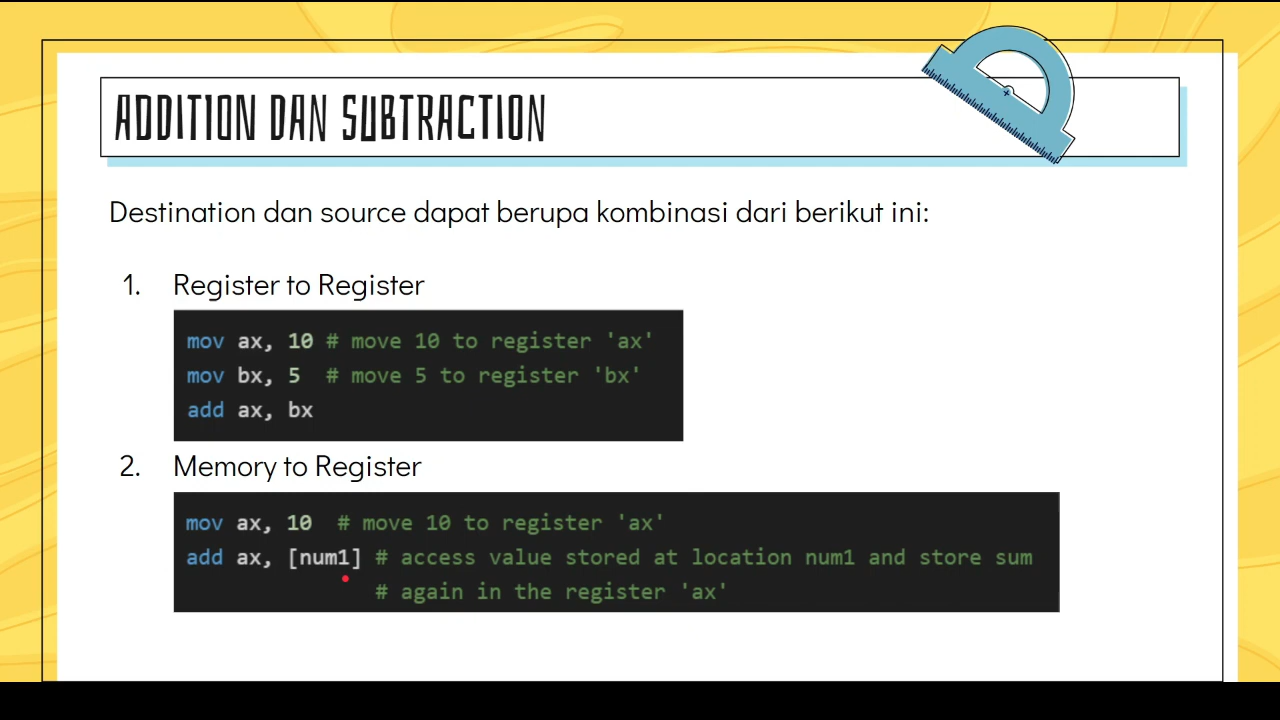 ADDITION DAN SUBTRACTION
Destination dan source dapat berupa kombinasi dari berikut ini:
1. Register to Register
mov ax, 10 # move 10 to register 'ax'
mov bx, 5  # move 5 to register 'bx'
add ax, bx
2. Memory to Register
mov ax, 10  # move 10 to register 'ax'
add ax, [num1] # access value stored at location num1 and store sum
# again in the register 'ax'